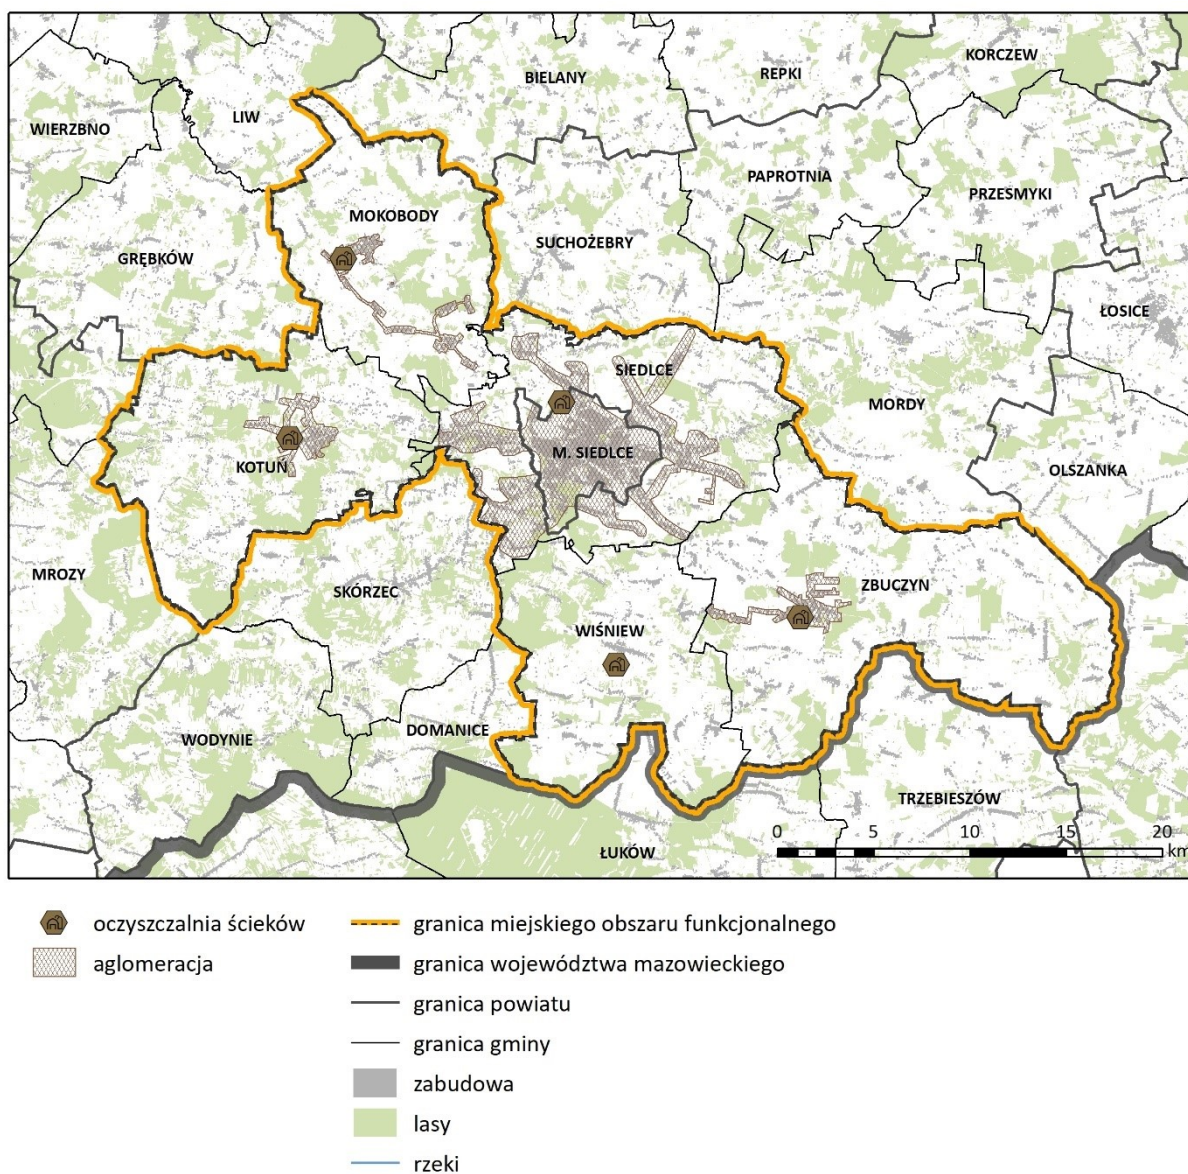 KORCZEW
BIELANY
REPKI
LIW
WIERZBNO
PAPROTNIA
PRZESMYKI
MOKOBODY
SUCHOŻEBRY
GRĘBKÓW
ŁOSICE
SIEDLCE
MORDY
M. SIEDLCE
KOTUŃ
OLSZANKA
MROZY
SKÓRZEC
ZBUCZYN
WIŚNIEW
DOMANICE
WODYNIE
TRZEBIESZÓW
ŁUKÓW
0 5 10 15 20
km
oczyszczalnia ścieków
aglomeracja
granica miejskiego obszaru funkcjonalnego
granica województwa mazowieckiego
granica powiatu
granica gminy
zabudowa
lasy
rzeki